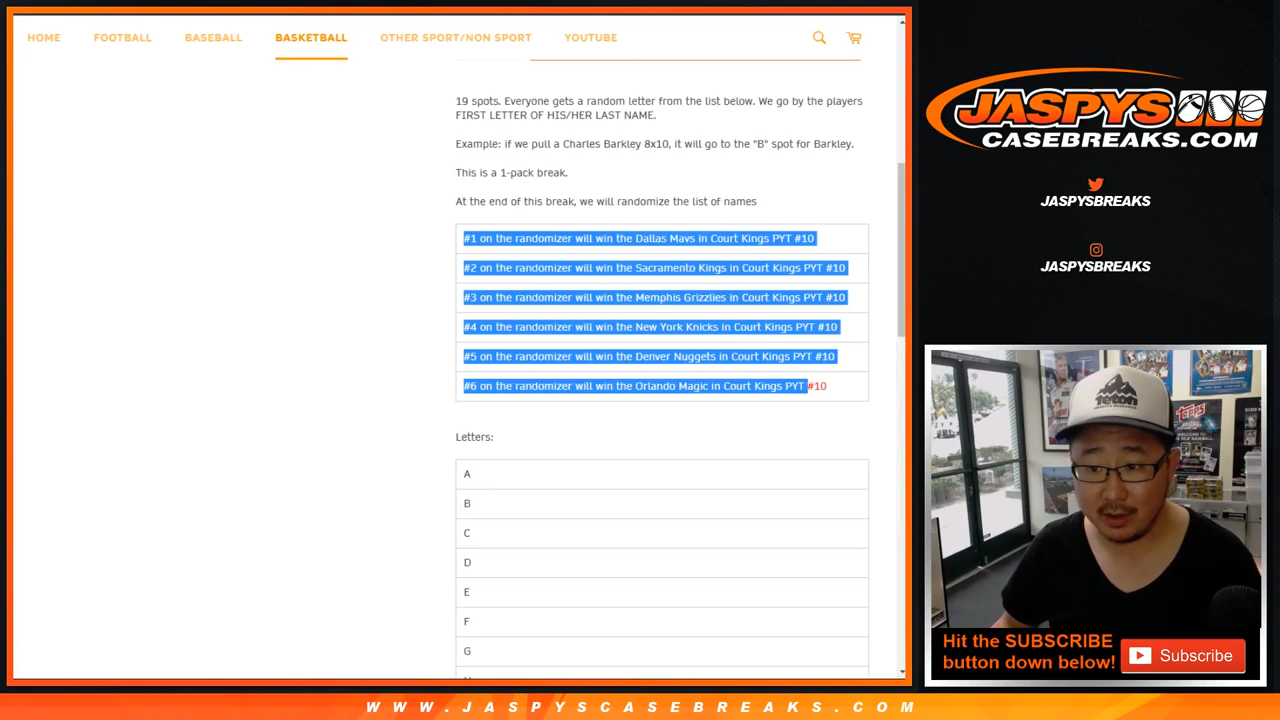 HOME FOOTBALL BASEBALL BASKETBALL OTHER SPORT/NON SPORT YOUTUBE
19 spots. Everyone gets a random letter from the list below. We go by the players
FIRST LETTER OF HIS/HER LAST NAME.
Example: if we pull a Charles Barkley 8x10, it will go to the "B" spot for Barkley.
This is a 1-pack break.
At the end of this break, we will randomize the list of names
#1 on the randomizer will win the Dallas Mavs in Court Kings PYT #10
#2 on the randomizer will win the Sacramento Kings in Court Kings PYT #10
#3 on the randomizer will win the Memphis Grizzlies in Court Kings PYT #10
#4 on the randomizer will win the New York Knicks in Court Kings PYT #10
#5 on the randomizer will win the Denver Nuggets in Court Kings PYT #10
#6 on the randomizer will win the Orlando Magic in Court Kings PYT #10
Letters:
A
B
C
D
E
F
G
JASPYS
CASEBREAKS.COM
JASPYSBREAKS
JASPYSBREAKS
Teton
TOPPS
Hit the SUBSCRIBE
button down below!
Subscribe
WWW.JASPYSCASEBREAKS.COM